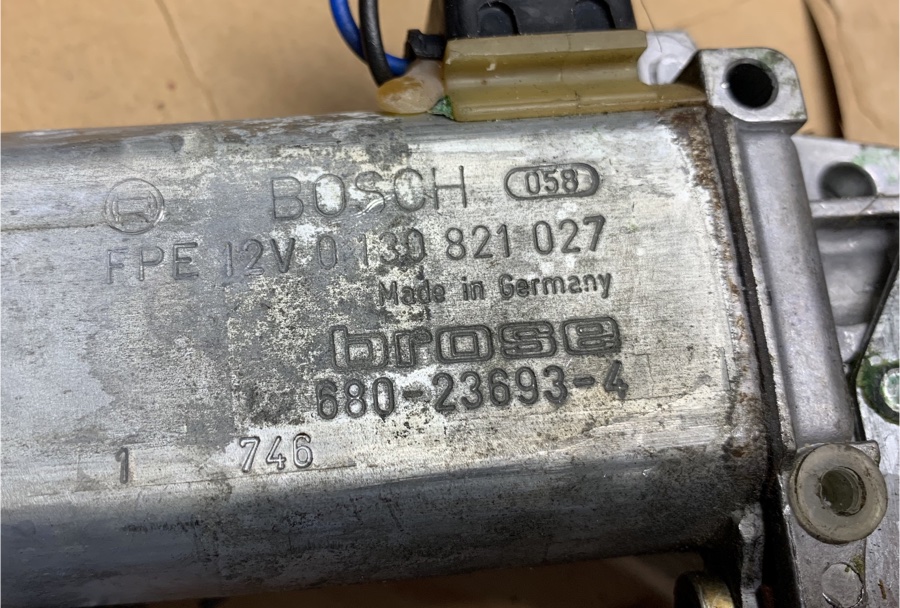 BOSCH 058
FPE 12V 0 130 821 027
Made in Germany
brose
680-23693-4
1 746